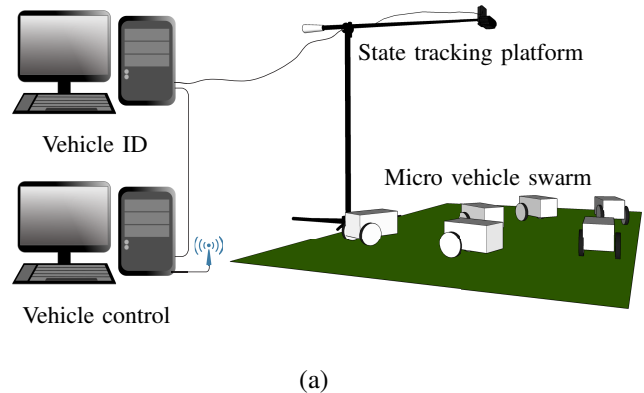 State tracking platform
Vehicle ID
Micro vehicle swarm
Vehicle control
(a)